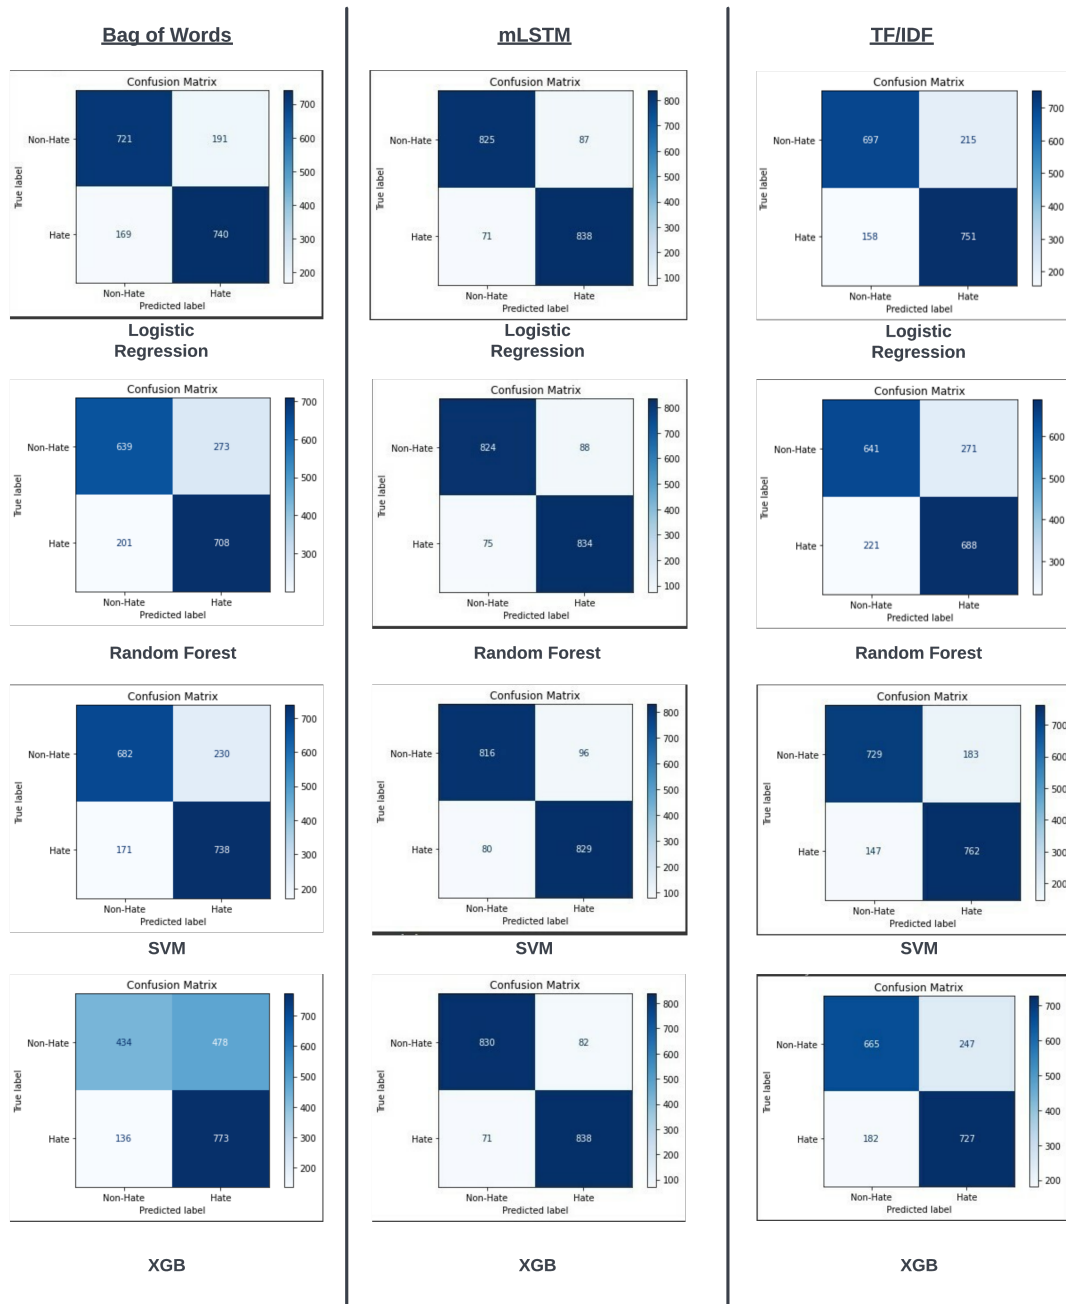 Bag of Words
Confusion Matrix
Non-Hate
721
191
700
600
500
400
300
200
True label
Hate
169
740
Non-Hate
Hate
Predicted label
Logistic
Regression
Confusion Matrix
Non-Hate
639
273
700
600
500
400
300
True label
Hate
201
708
Non-Hate
Hate
Predicted label
Random Forest
Confusion Matrix
Non-Hate
682
230
700
600
500
400
300
200
True label
Hate
171
738
Non-Hate
Hate
Predicted label
SVM
Confusion Matrix
Non-Hate
434
478
700
600
500
400
300
200
True label
Hate
136
773
Non-Hate
Hate
Predicted label
XGB
mLSTM
Confusion Matrix
Non-Hate
825
87
800
700
600
500
400
300
200
100
True label
Hate
71
838
Non-Hate
Hate
Predicted label
Logistic
Regression
Confusion Matrix
Non-Hate
824
88
800
700
600
500
400
300
200
100
True label
Hate
75
834
Non-Hate
Hate
Predicted label
Random Forest
Confusion Matrix
Non-Hate
816
96
800
700
600
500
400
300
200
100
True label
Hate
80
829
Non-Hate
Hate
Predicted label
SVM
Confusion Matrix
Non-Hate
830
82
800
700
600
500
400
300
200
100
True label
Hate
71
838
Non-Hate
Hate
Predicted label
XGB
TF/IDF
Confusion Matrix
Non-Hate
697
215
700
600
500
400
300
200
True label
Hate
158
751
Non-Hate
Hate
Predicted label
Logistic
Regression
Confusion Matrix
Non-Hate
641
271
600
500
400
300
True label
Hate
221
688
Non-Hate
Hate
Predicted label
Random Forest
Confusion Matrix
Non-Hate
729
183
700
600
500
400
300
200
True label
Hate
147
762
Non-Hate
Hate
Predicted label
SVM
Confusion Matrix
Non-Hate
665
247
700
600
500
400
300
200
True label
Hate
182
727
Non-Hate
Hate
Predicted label
XGB